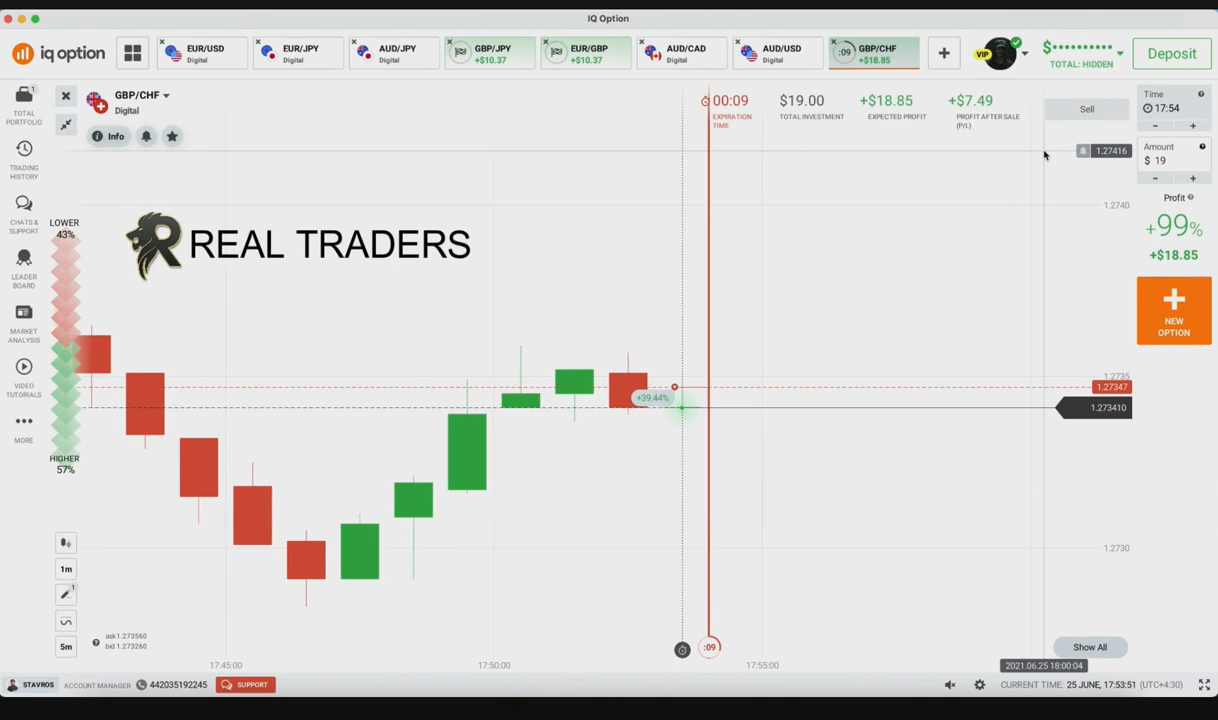 IQ Option
iq option
EUR/USD
Digital
EUR/JPY
Digital
AUD/JPY
Digital
GBP/JPY
+$10.37
EUR/GBP
+$10.37
AUD/CAD
Digital
AUD/USD
Digital
:09
GBP/CHF
+$18.85
VIP
$••••••••••
TOTAL: HIDDEN
Deposit
1
TOTAL
PORTFOLIO
TRADING
HISTORY
CHATS &
SUPPORT
LEADER
BOARD
MARKET
ANALYSIS
VIDEO
TUTORIALS
MORE
GBP/CHF
Digital
Info
00:09
EXPIRATION
TIME
$19.00
TOTAL INVESTMENT
+$18.85
EXPECTED PROFIT
+$7.49
PROFIT AFTER SALE
(P/L)
Sell
Time
17:54
- +
Amount
$ 19
- +
Profit
+99%
+$18.85
NEW
OPTION
LOWER
43%
HIGHER
57%
REAL TRADERS
1.27416
1.2740
1.2735
1.27347
1.273410
1.2730
+39.44%
1m
1
5m
ask1.273560
bid 1.273260
:09
Show All
17:45:00
17:50:00
17:55:00
2021.06.25 18:00:04
STAVROS
ACCOUNT MANAGER
442035192245
SUPPORT
CURRENT TIME: 25 JUNE, 17:53:51 (UTC+4:30)